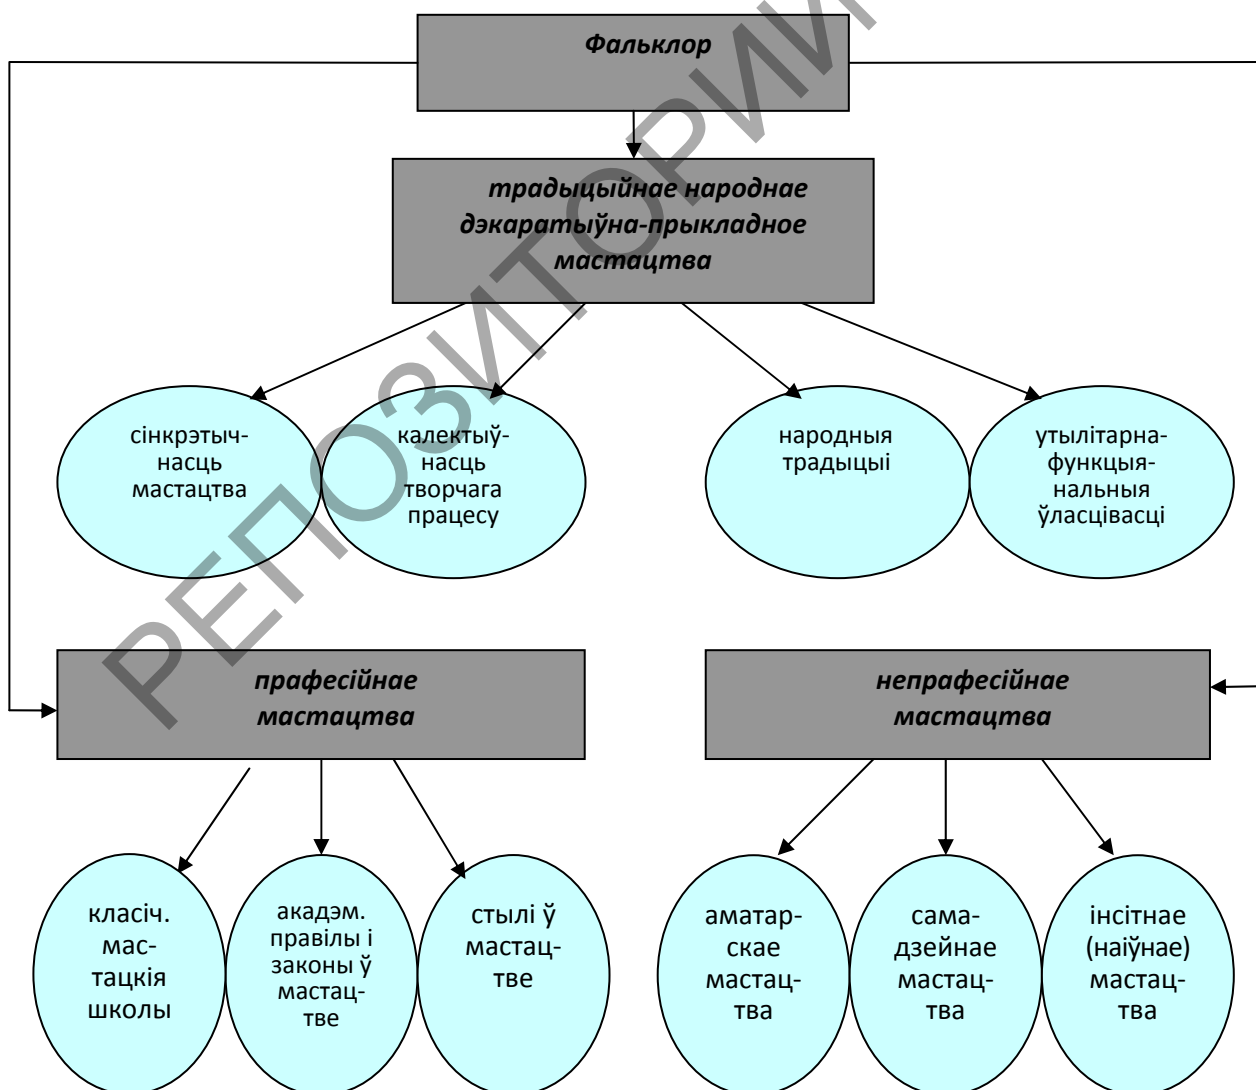 Фальклор
традыцыйнае народнае
дэкаратыўна-прыкладное
мастацтва
сінкрэтыч-
насць
мастацтва
калектыў-
насць
творчага
працесу
народныя
традыцыі
утылітарна-
функцыя-
нальныя
ўласцівасці
прафесійнае
мастацтва
непрафесійнае
мастацтва
класіч.
мас-
тацкія
школы
акадэм.
правілы і
законы ў
мастац-
тве
стылі ў
мастац-
тве
аматар-
скае
мастац-
тва
сама-
дзейнае
мастац-
тва
інсітнае
(наіўнае)
мастац-
тва
РЕПОЗИТОРИЙ